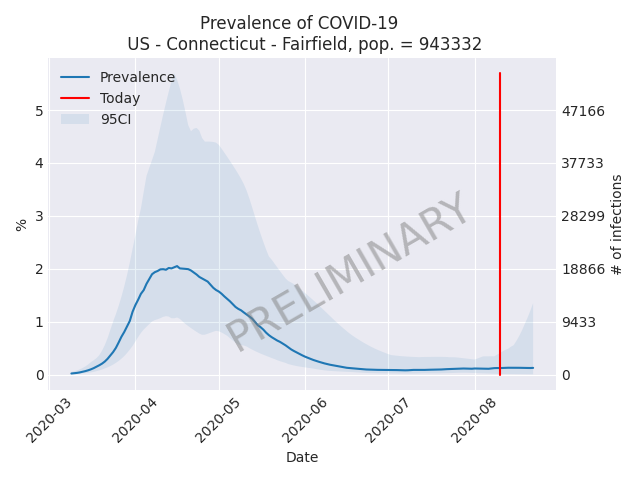 Prevalence of COVID-19
US - Connecticut - Fairfield, pop. = 943332
Prevalence
Today
95CI
5
4
3
2
1
0
%
47166
37733
28299
18866
9433
0
# of infections
PRELIMINARY
2020-03
2020-04
2020-05
2020-06
2020-07
2020-08
Date